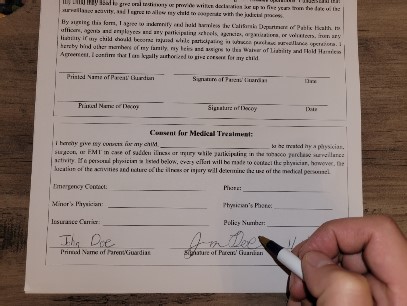 my child may need to give oral testimony or provide written declaration for up to five years from the date of the
surveillance activity, and I agree to allow my child to cooperate with the judicial process.
By signing this form, I agree to indemnify and hold harmless the California Department of Public Health, its
officers, agents and employees and any participating schools, agencies, organizations, or volunteers, from any
liability if my child should become injured while participating in tobacco purchase surveillance operations. I
hereby bind other members of my family, my heirs and assigns to this Waiver of Liability and Hold Harmless
Agreement. I confirm that I am legally authorized to give consent for my child.
Printed Name of Parent/ Guardian Signature of Parent/ Guardian Date
Printed Name of Decoy Signature of Decoy Date
Consent for Medical Treatment:
I hereby give my consent for my child, to be treated by a physician,
surgeon, or EMT in case of sudden illness or injury while participating in the tobacco purchase surveillance
activity. If a personal physician is listed below, every effort will be made to contact the physician, however, the
location of the activities and nature of the illness or injury will determine the use of the medical personnel.
Emergency Contact: Phone:
Minor's Physician: Physician's Phone:
Insurance Carrier: Policy Number:
Doe Doe
Printed Name of Parent/Guardian Signature of Parent/ Guardian